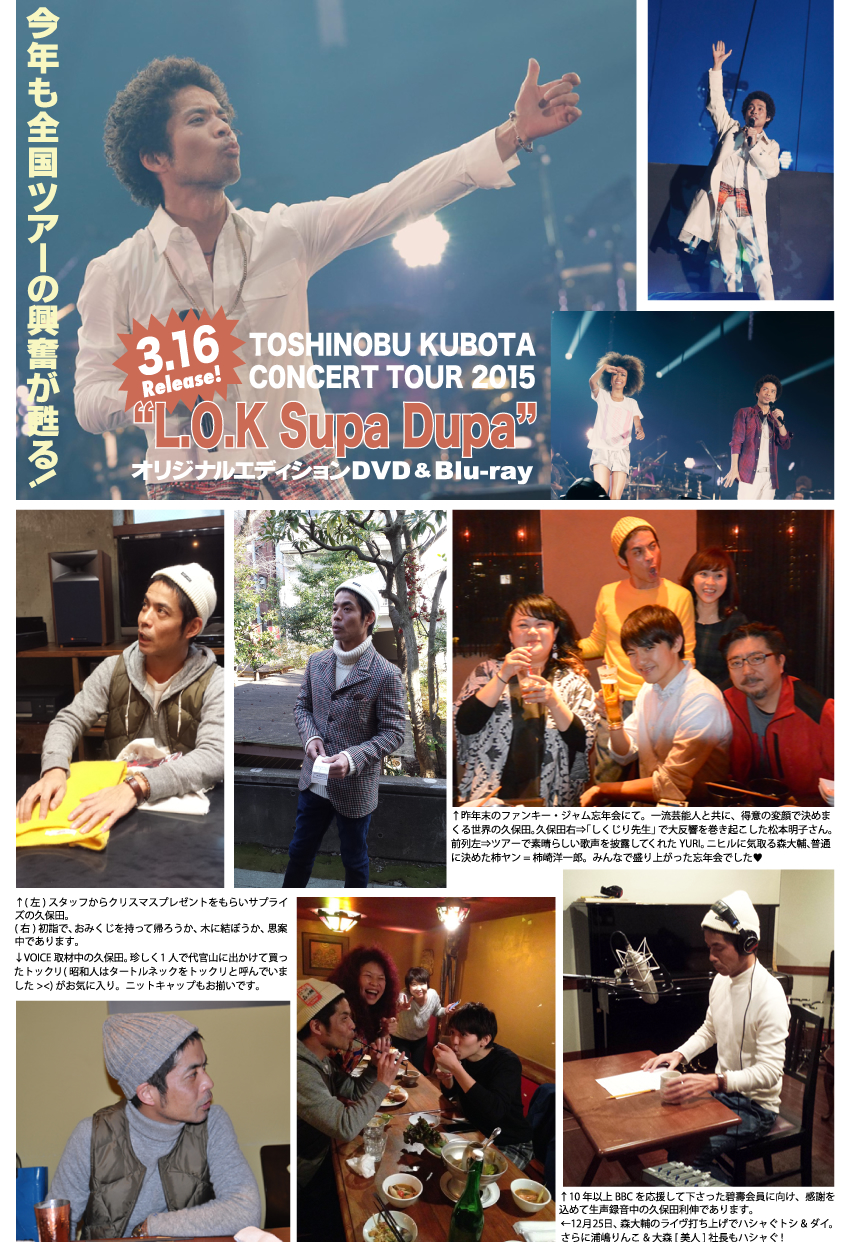 今年も全国ツアーの興奮が甦る!
3.16
Release!
TOSHINOBU KUBOTA
CONCERT TOUR 2015
“L.O.K Supa Dupa”
オリジナルエディションDVD & Blu-ray
↑昨年末のファンキー・ジャム忘年会にて。一流芸能人と共に、得意の変顔で決めま
くる世界の久保田。久保田右⇒「しくじり先生」で大反響を巻き起こした松本明子さん。
前列左⇒ツアーで素晴らしい歌声を披露してくれたYURI。ニヒルに気取る森大輔、普通
に決めた柿ヤン=柿崎洋一郎。みんなで盛り上がった忘年会でした♥
↑(左)スタッフからクリスマスプレゼントをもらいサプライ
ズの久保田。
(右)初詣で、おみくじを持って帰ろうか、木に結ぼうか、思案
中であります。
↓VOICE取材中の久保田。珍しく1人で代官山に出かけて買っ
たトックリ(昭和人はタートルネックをトックリと呼んでいま
した><)がお気に入り。ニットキャップもお揃いです。
↑10年以上BBCを応援して下さった碧壽会員に向け、感謝を
込めて生声録音中の久保田利伸であります。
←12月25日、森大輔のライヴ打ち上げでハシャぐトシ&ダイ。
さらに浦嶋りんこ&大森[美人]社長もハシャぐ!